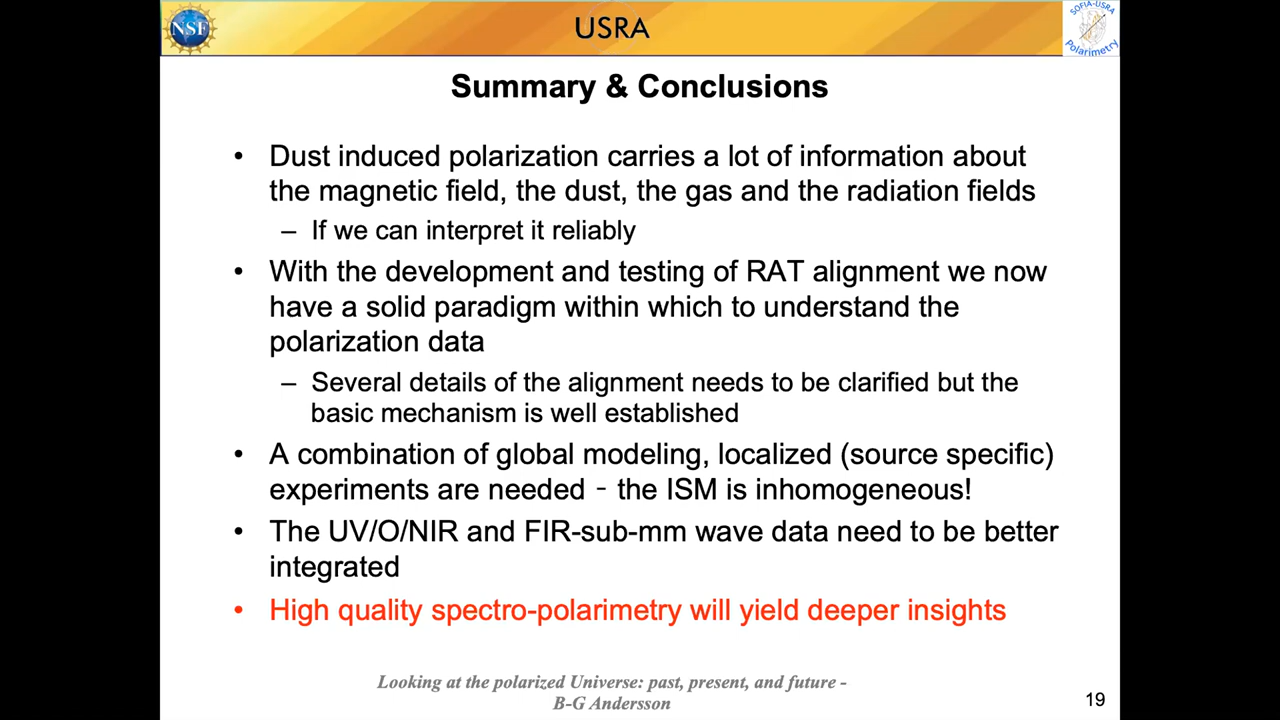 NSF
USRA
SOFIA-USRA
Polarimetry
Summary & Conclusions
• Dust induced polarization carries a lot of information about
the magnetic field, the dust, the gas and the radiation fields
– If we can interpret it reliably
• With the development and testing of RAT alignment we now
have a solid paradigm within which to understand the
polarization data
– Several details of the alignment needs to be clarified but the
basic mechanism is well established
• A combination of global modeling, localized (source specific)
experiments are needed - the ISM is inhomogeneous!
• The UV/O/NIR and FIR-sub-mm wave data need to be better
integrated
• High quality spectro-polarimetry will yield deeper insights
Looking at the polarized Universe: past, present, and future -
B-G Andersson
19